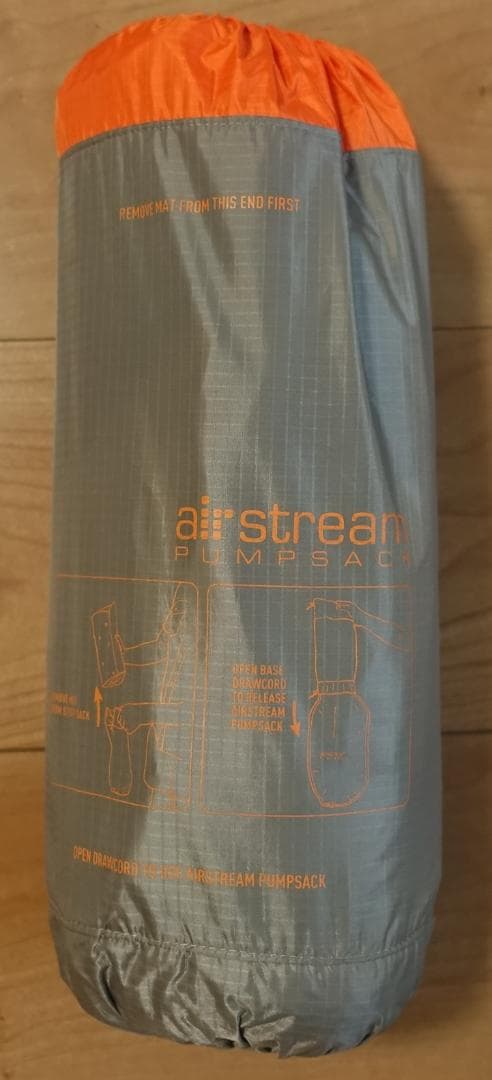 REMOVE MAT FROM THIS END FIRST
airstream
PUMPSACK
OPEN BASE
DRAWCORD
TO RELEASE
AIRSTREAM
PUMPSACK
SACK
OPEN DRAWCORD TO USE AIRSTREAM PUMPSACK